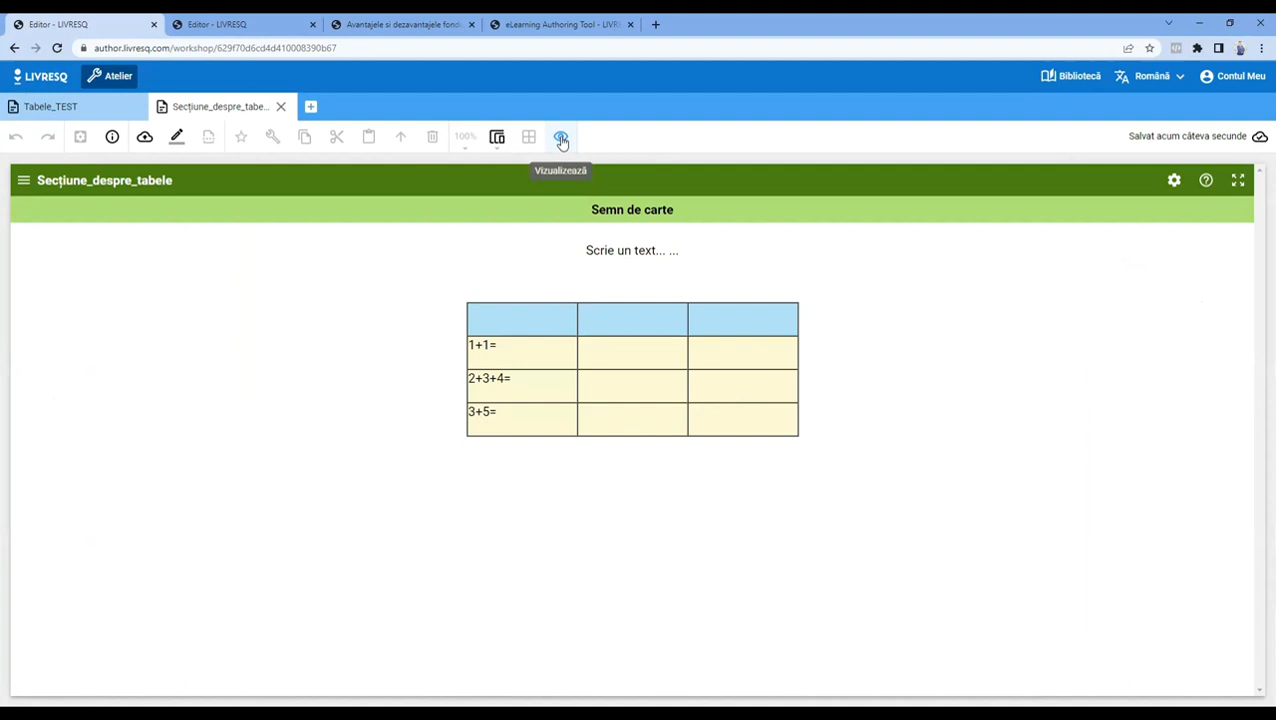 Editor - LIVRESQ
Editor - LIVRESQ
Avantajele si dezavantajele fond
eLearning Authoring Tool - LIVR
author.livresq.com/workshop/629f70d6cd4d410008390b67
LIVRESQ
Atelier
Bibliotecă
Română
Contul Meu
Tabele_TEST
Secțiune_despre_tabe...
100%
Salvat acum câteva secunde
Vizualizează
Secțiune_despre_tabele
Semn de carte
Scrie un text... ...
1+1=
2+3+4=
3+5=